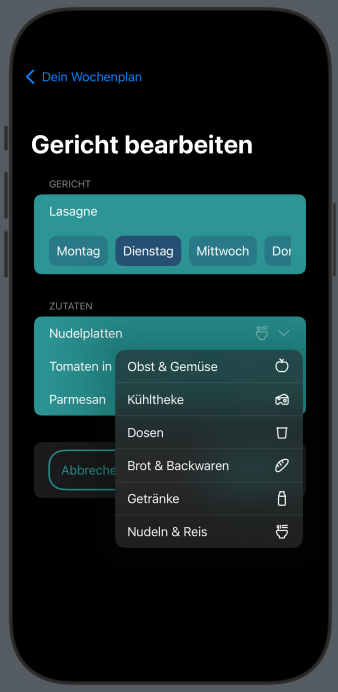 Dein Wochenplan
Gericht bearbeiten
GERICHT
Lasagne
Montag Dienstag Mittwoch
ZUTATEN
Nudelplatten
Tomaten in
Parmesan
Obst & Gemüse
Kühltheke
Dosen
Brot & Backwaren
Getränke
Nudeln & Reis
Abbreche